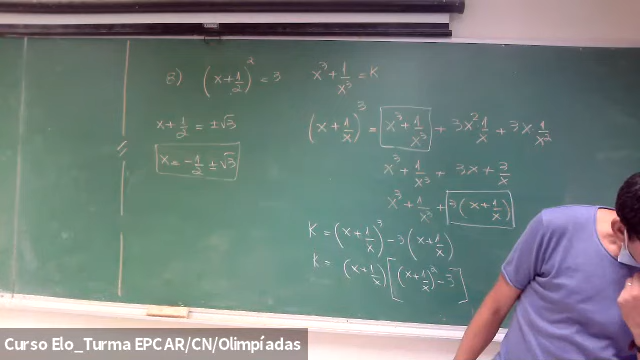 8) (x+1/2)² = 3
x+1/2 = ±√3
x = -1/2 ±√3
x³+1/x³ = K
(x+1/x)³ = x³+1/x³ + 3x²1/x + 3x 1/x²
x³+1/x³ + 3x + 3/x
x³+1/x³ + 3(x+1/x)
K = (x+1/x)³ - 3(x+1/x)
K = (x+1/x)[(x+1/x)² - 3]
Curso Elo_Turma EPCAR/CN/Olimpíadas